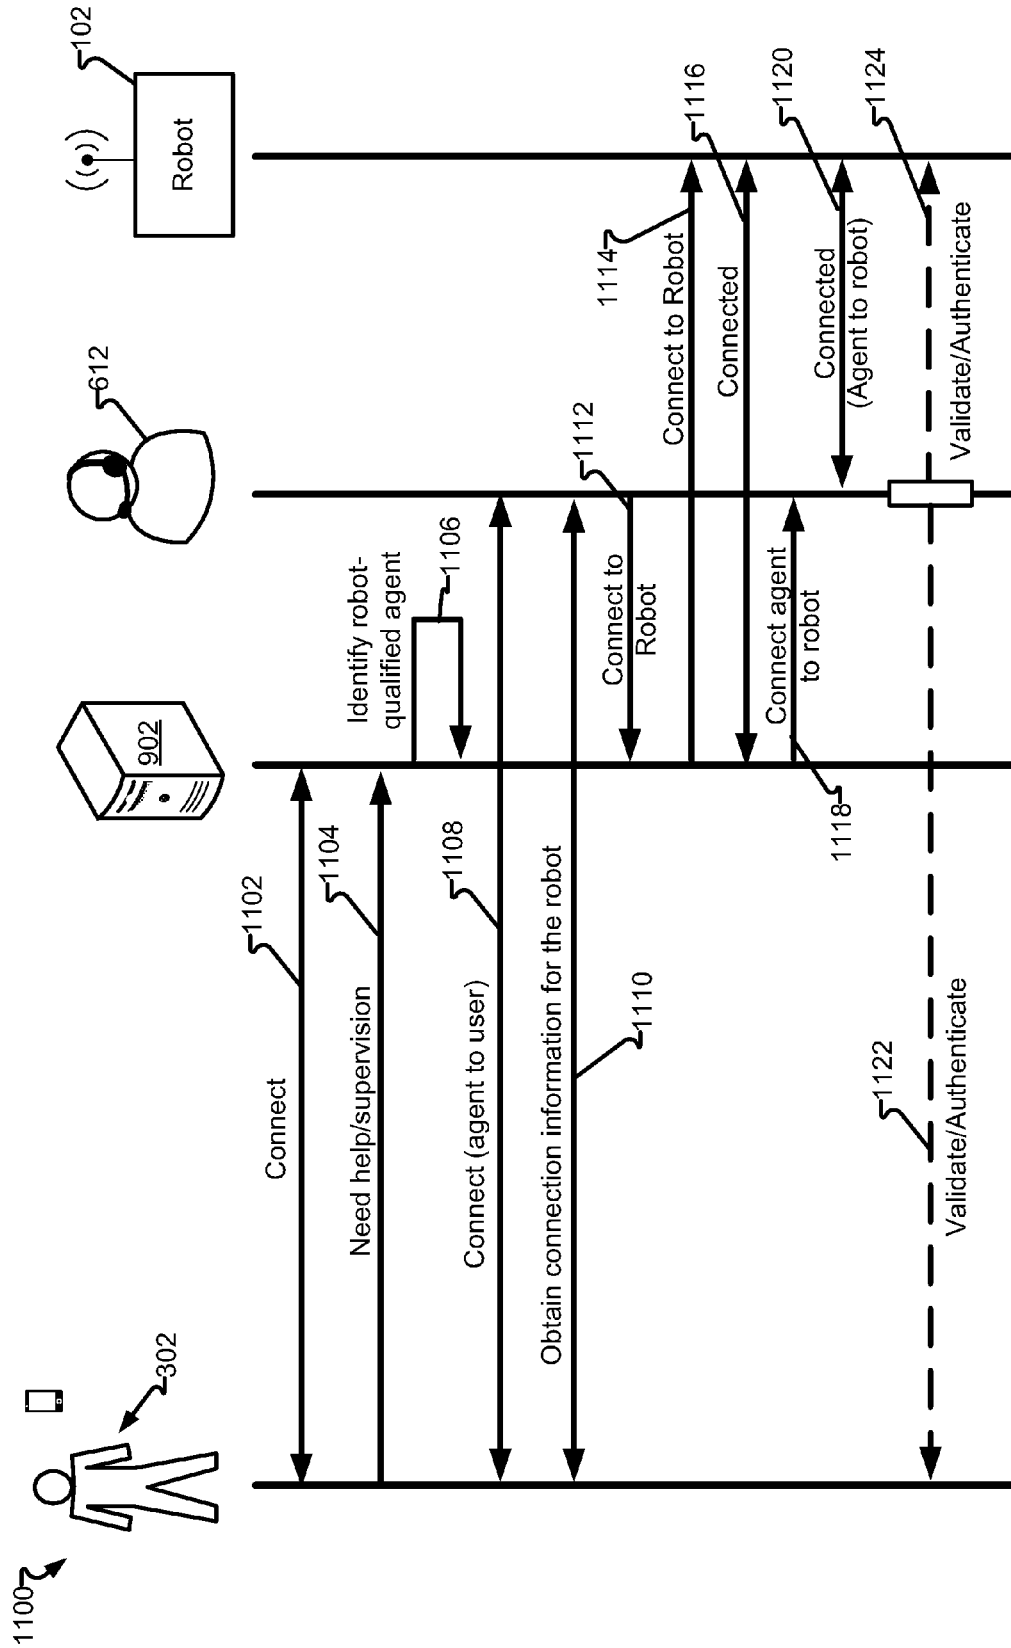 1100
302
902
612
Robot
102
1102
Connect
1104
Need help/supervision
Identify robot-
qualified agent
1106
1108
Connect (agent to user)
Obtain connection information for the robot
1110
1112
Connect to
Robot
1114
Connect to Robot
1116
Connected
Connect agent
to robot
1118
1120
Connected
(Agent to robot)
1122
Validate/Authenticate
1124
Validate/Authenticate